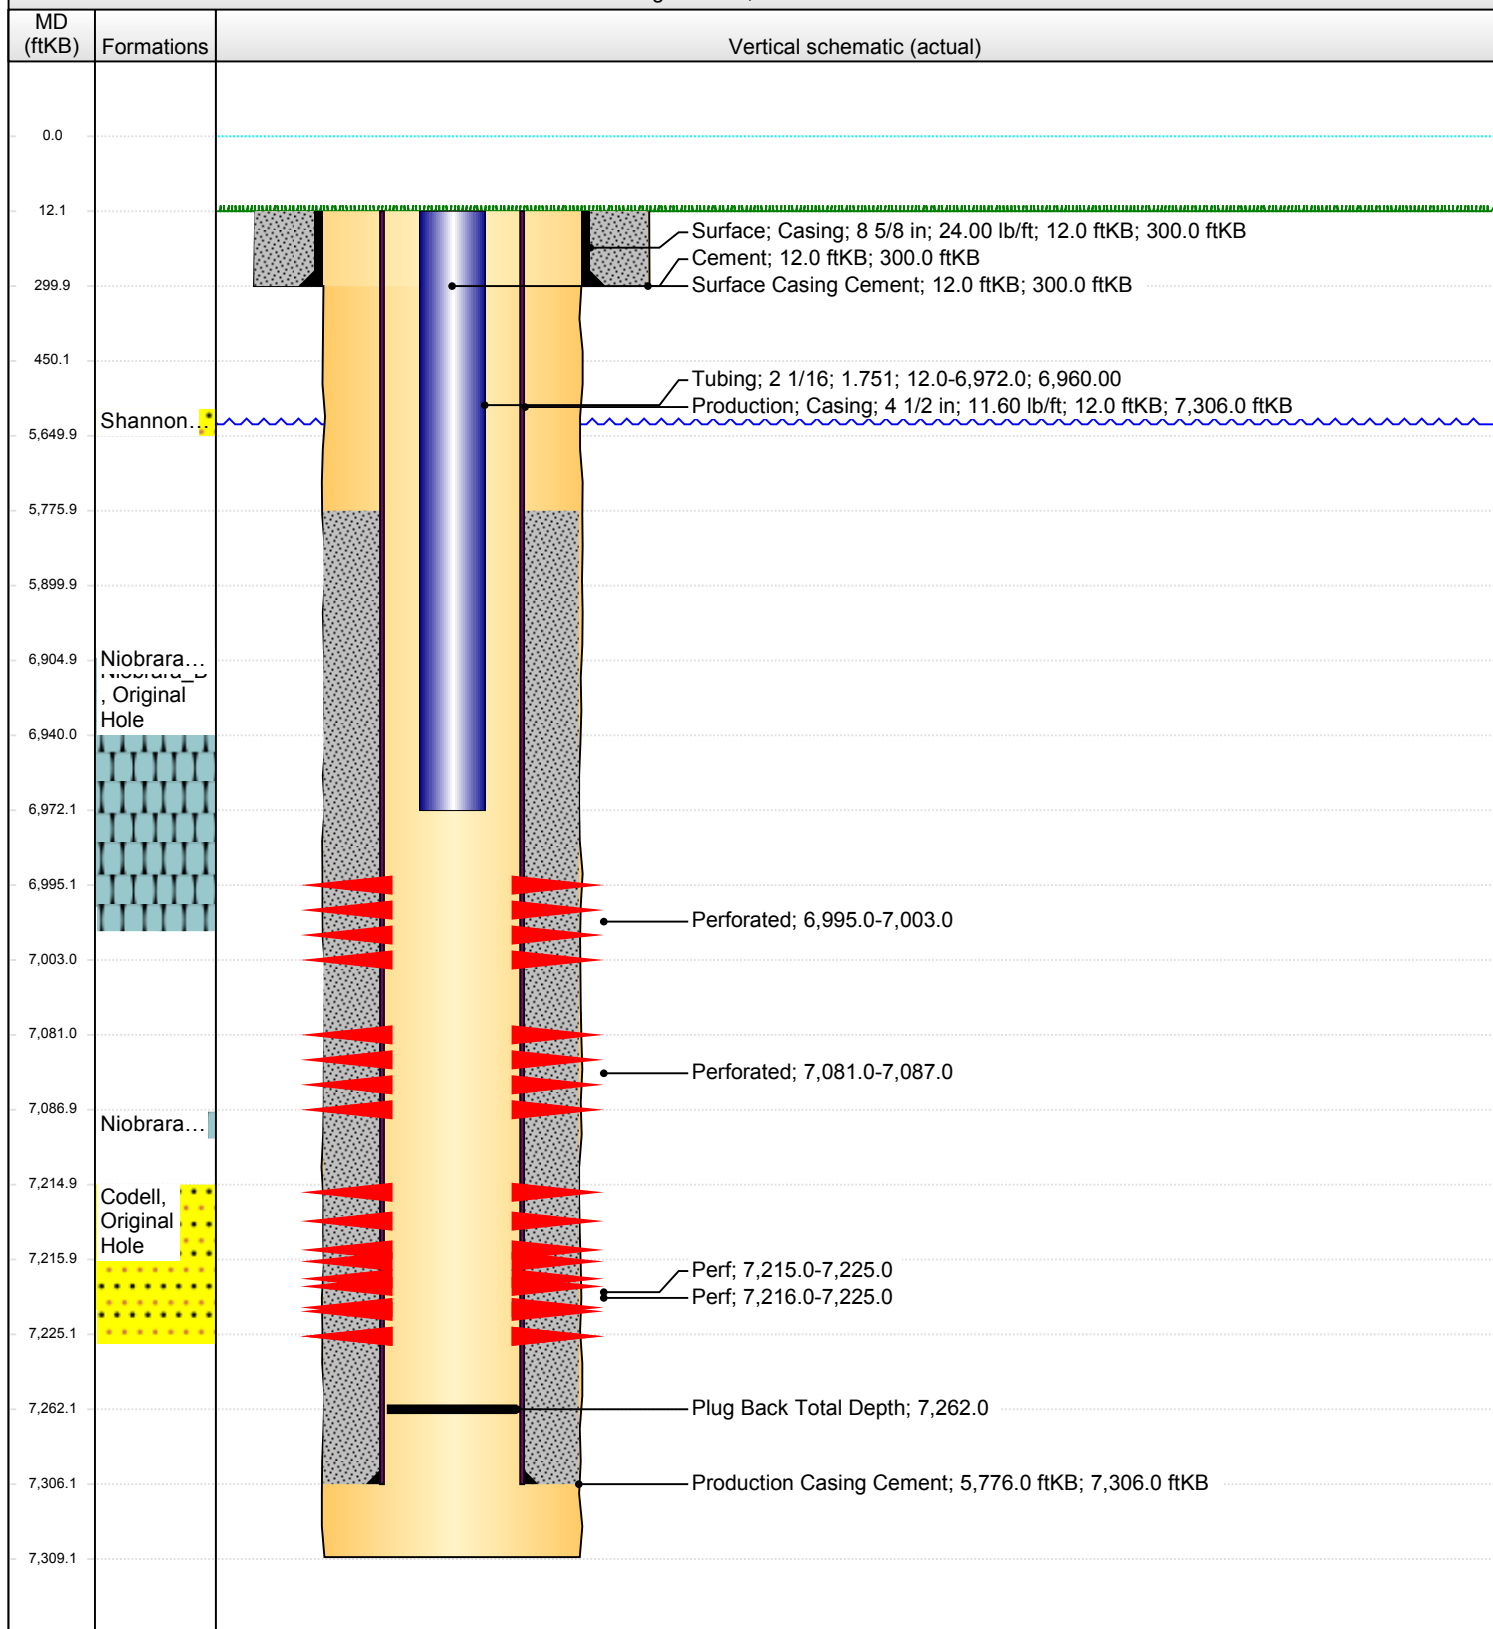 MD
(ftKB)
Formations
Vertical schematic (actual)
0.0
12.1
Surface; Casing; 8 5/8 in; 24.00 lb/ft; 12.0 ftKB; 300.0 ftKB
Cement; 12.0 ftKB; 300.0 ftKB
299.9
Surface Casing Cement; 12.0 ftKB; 300.0 ftKB
450.1
Tubing; 2 1/16; 1.751; 12.0-6,972.0; 6,960.00
Production; Casing; 4 1/2 in; 11.60 lb/ft; 12.0 ftKB; 7,306.0 ftKB
Shannon...
5,649.9
5,775.9
5,899.9
6,904.9
Niobrara...
, Original
Hole
6,940.0
6,972.1
6,995.1
Perforated; 6,995.0-7,003.0
7,003.0
7,081.0
Perforated; 7,081.0-7,087.0
7,086.9
Niobrara...
7,214.9
Codell,
Original
Hole
7,215.9
Perf; 7,215.0-7,225.0
Perf; 7,216.0-7,225.0
7,225.1
7,262.1
Plug Back Total Depth; 7,262.0
7,306.1
Production Casing Cement; 5,776.0 ftKB; 7,306.0 ftKB
7,309.1